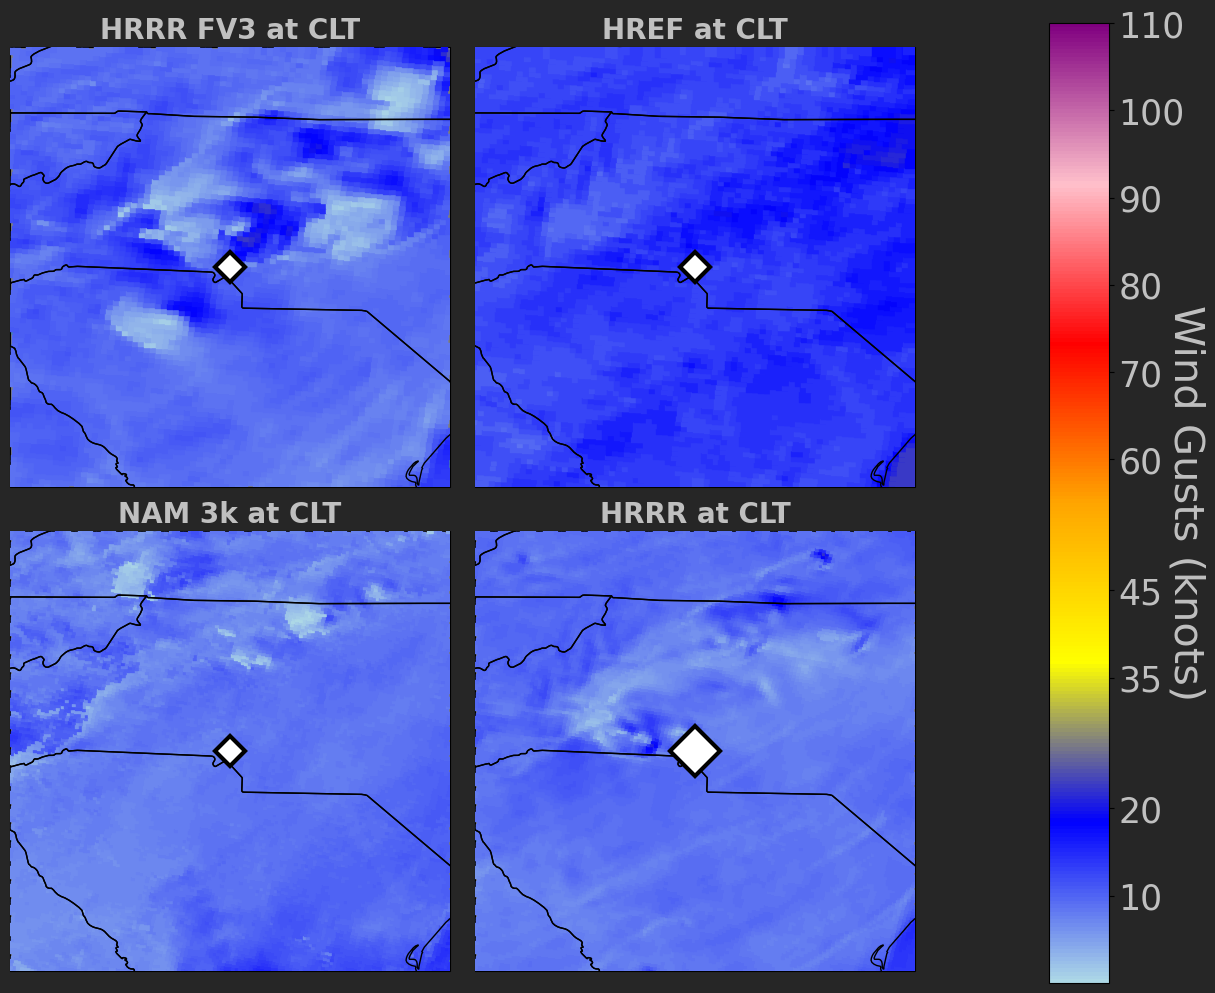 HRRR FV3 at CLT
HREF at CLT
NAM 3k at CLT
HRRR at CLT
110
100
90
80
70
60
45
35
20
10
Wind Gusts (knots)